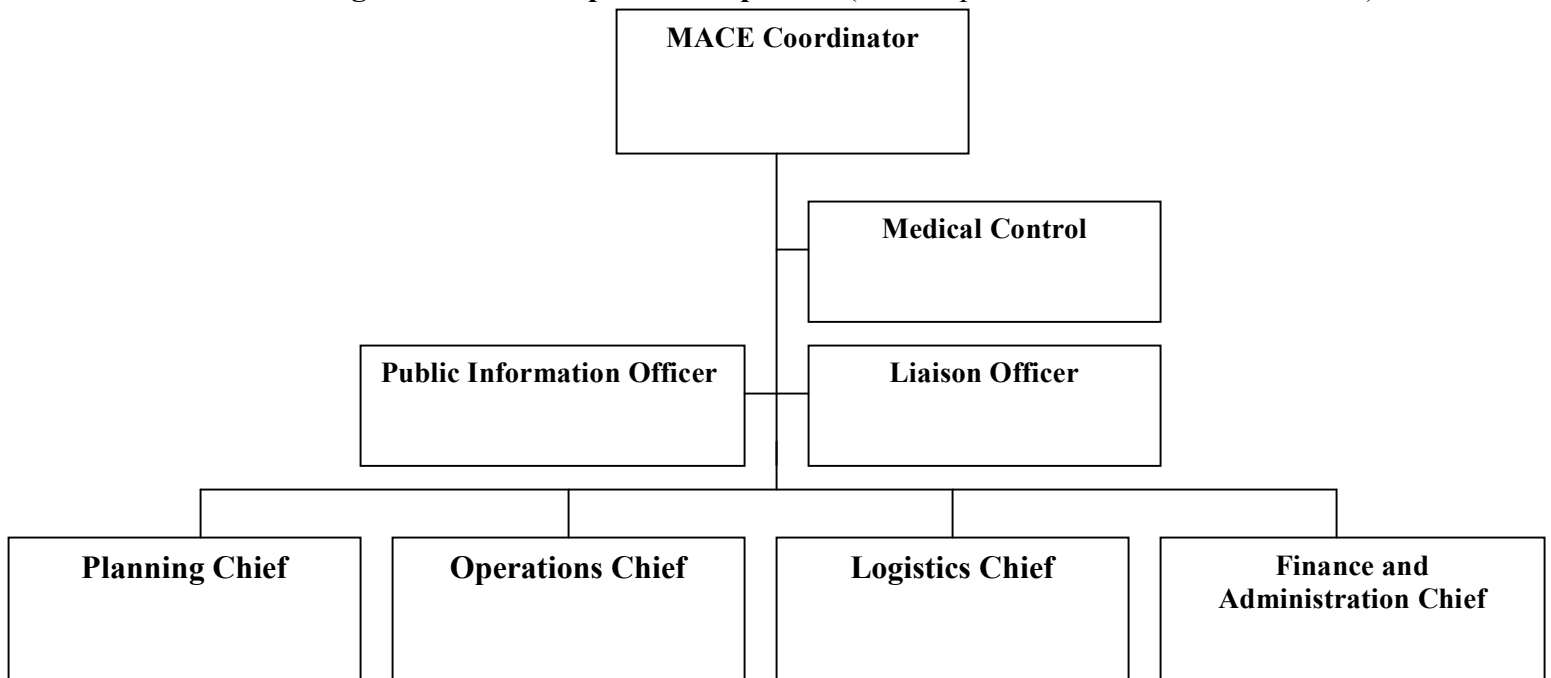 MACE Coordinator
Medical Control
Public Information Officer
Liaison Officer
Planning Chief
Operations Chief
Logistics Chief
Finance and
Administration Chief